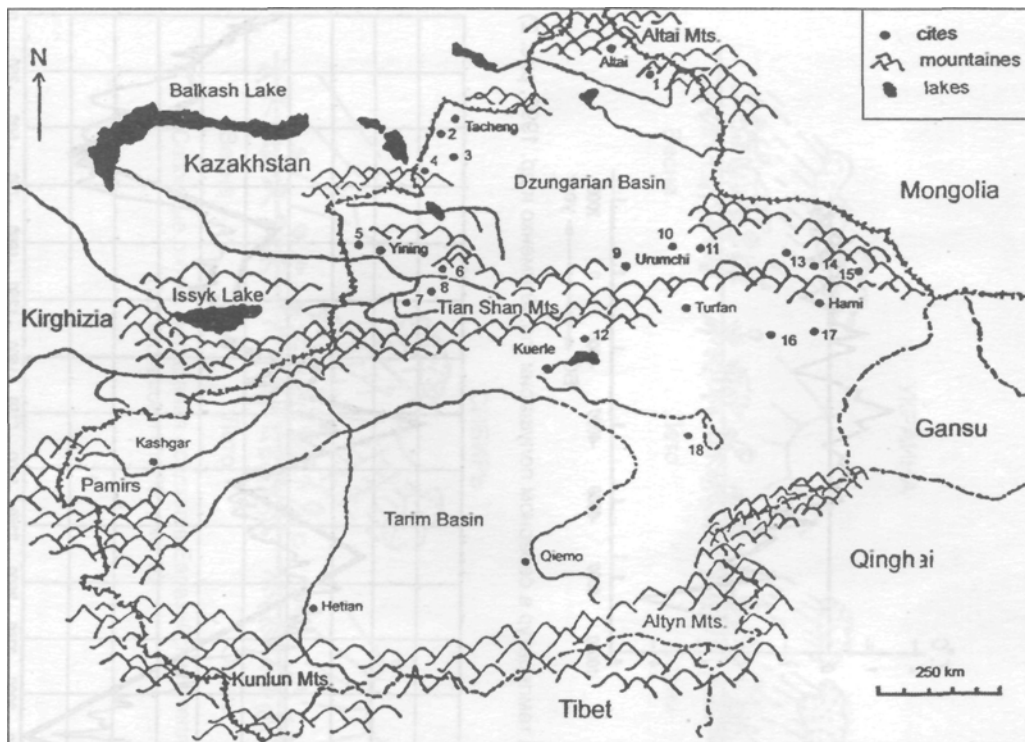 N
Altai Mts.
Altai
1
cites
mountaines
lakes
Balkash Lake
Tacheng
2
3
4
Kazakhstan
Dzungarian Basin
Mongolia
5
Yining
6
7
8
9
10
Urumchi
11
13
14
15
Issyk Lake
Tian Shan Mts
Turfan
Hami
Kirghizia
12
Kuerle
16
17
18
Gansu
Kashgar
Pamirs
Tarim Basin
Qiemo
Qinghai
Hetian
Altyn Mts.
Kunlun Mts.
Tibet
250 km